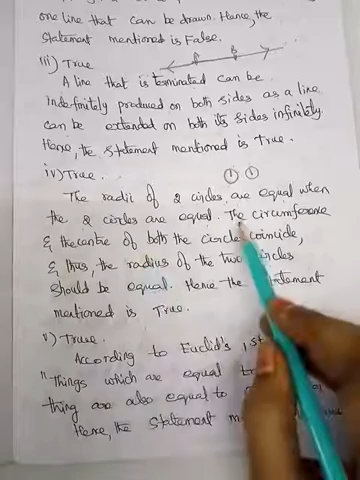 one line that can be drawn. Hence, the
Statement mentioned is False.
iii) True.
A B
A line that is terminated can be
Indefinitely produced on both sides as a line
can be extended on both its sides infinitely.
Hence, the statement mentioned is True.
iv) True.
The radii of 2 circles are equal when
the 2 circles are equal. The circumference
& the centre of both the circles coincide,
& thus, the radius of the two circles
should be equal. Hence the statement
mentioned is True.
v) True.
According to Euclid's 1st
"Things which are equal
thing are also equal to
Hence, the statement